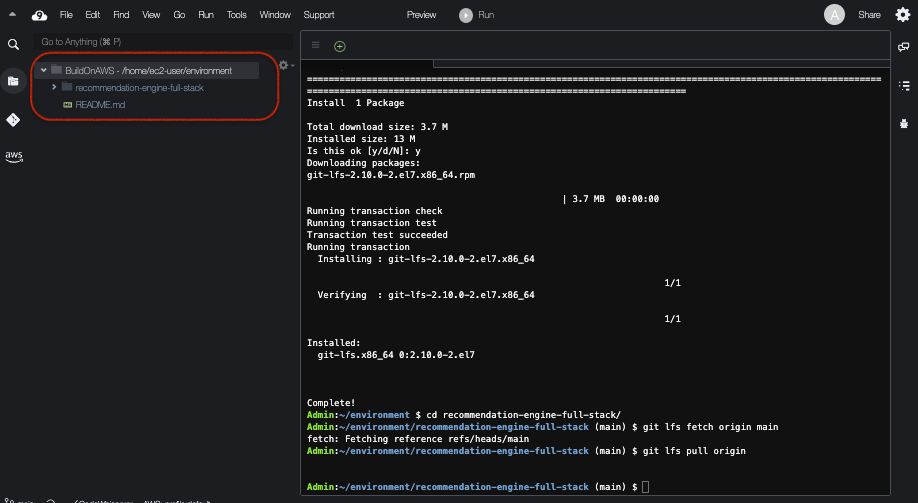 9 File Edit Find View Go Run Tools Window Support Preview Run A Share
Go to Anything (⌘ P)
BuildOnAWS - /home/ec2-user/environment
recommendation-engine-full-stack
README.md
aws
================================================================================
================================================================================
Install 1 Package
Total download size: 3.7 M
Installed size: 13 M
Is this ok [y/d/N]: y
Downloading packages:
git-lfs-2.10.0-2.el7.x86_64.rpm
| 3.7 MB 00:00:00
Running transaction check
Running transaction test
Transaction test succeeded
Running transaction
Installing : git-lfs-2.10.0-2.el7.x86_64
1/1
Verifying : git-lfs-2.10.0-2.el7.x86_64
1/1
Installed:
git-lfs.x86_64 0:2.10.0-2.el7
Complete!
Admin:~/environment $ cd recommendation-engine-full-stack/
Admin:~/environment/recommendation-engine-full-stack (main) $ git lfs fetch origin main
fetch: Fetching reference refs/heads/main
Admin:~/environment/recommendation-engine-full-stack (main) $ git lfs pull origin
Admin:~/environment/recommendation-engine-full-stack (main) $